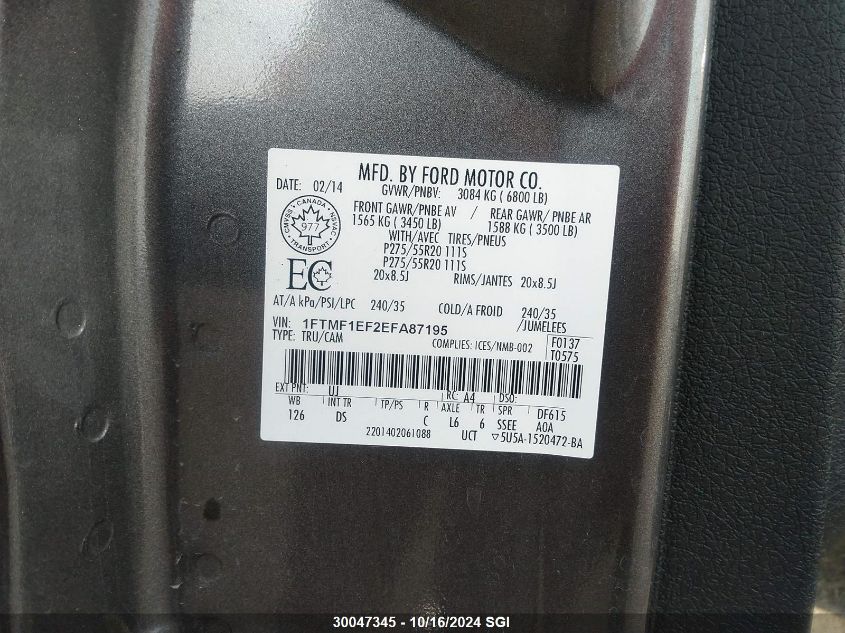 MFD. BY FORD MOTOR CO.
DATE: 02/14 GVWR/PNBV: 3084 KG ( 6800 LB)
FRONT GAWR/PNBE AV / REAR GAWR/ PNBE AR
1565 KG ( 3450 LB) 1588 KG ( 3500 LB)
WITH/AVEC TIRES/PNEUS
P275/55R20 111S
P275/55R20 111S
20x8.5J RIMS/JANTES 20x8.5J
CANADA
977
TRANSPORT
EC
AT/A kPa/PSI/LPC 240/35 COLD/A FROID 240/35
/JUMELEES
VIN: 1FTMF1EF2EFA87195
TYPE: TRU/CAM COMPLIES: ICES/NMB-002 F0137
T0575
EXT PNT: UJ RC: A4 DSO:
WB INT TR TP/PS R AXLE TR SPR DF615
126 DS C L6 6 SSEE A0A
2201402061088 UCT ▽5U5A-1520472-BA
30047345 - 10/16/2024 SGI